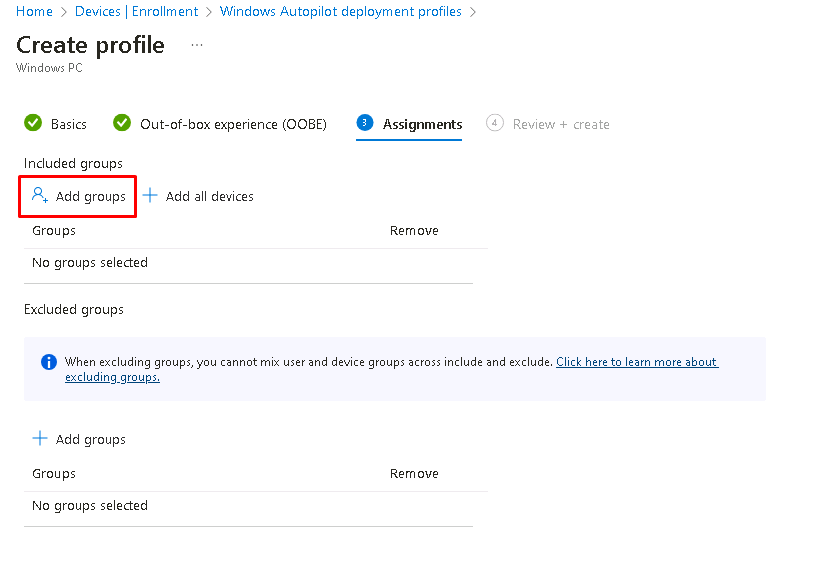 Home > Devices | Enrollment > Windows Autopilot deployment profiles >
Create profile ...
Windows PC
Basics Out-of-box experience (OOBE) 3 Assignments 4 Review + create
Included groups
Add groups + Add all devices
Groups Remove
No groups selected
Excluded groups
When excluding groups, you cannot mix user and device groups across include and exclude. Click here to learn more about
excluding groups.
+ Add groups
Groups Remove
No groups selected